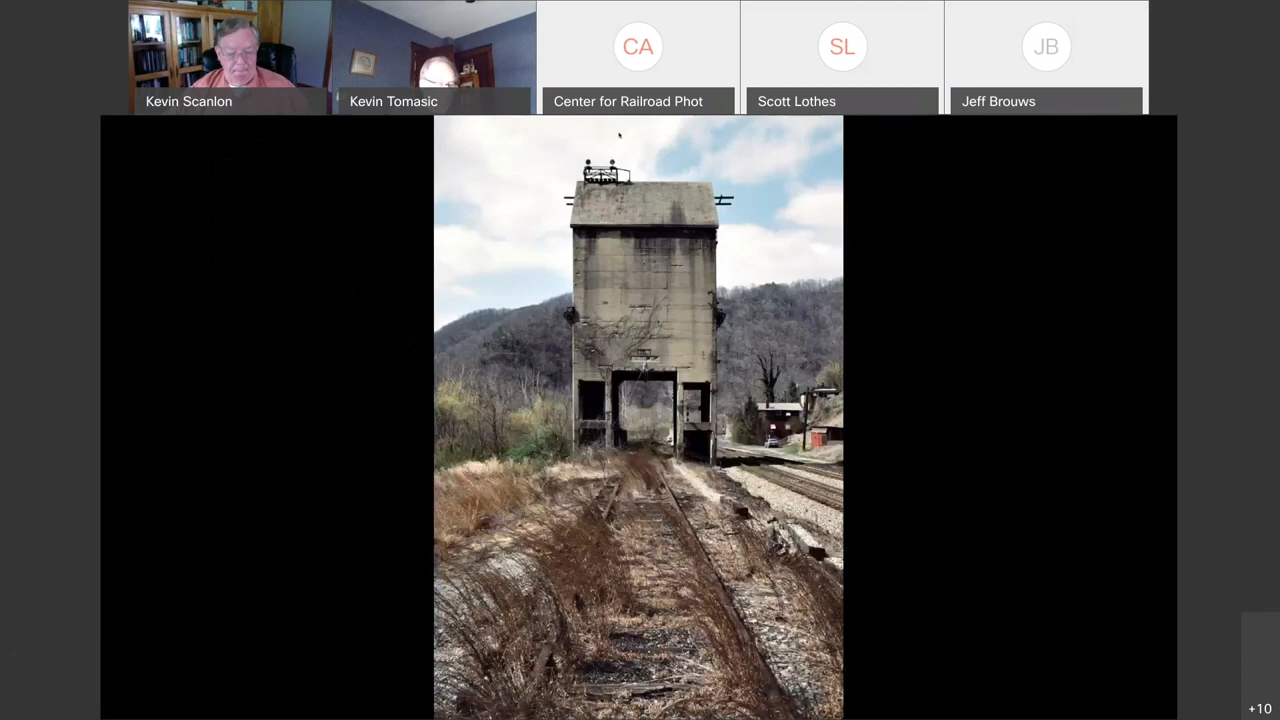 CA
SL
JB
Kevin Scanlon
Kevin Tomasic
Center for Railroad Phot
Scott Lothes
Jeff Brouws
+10